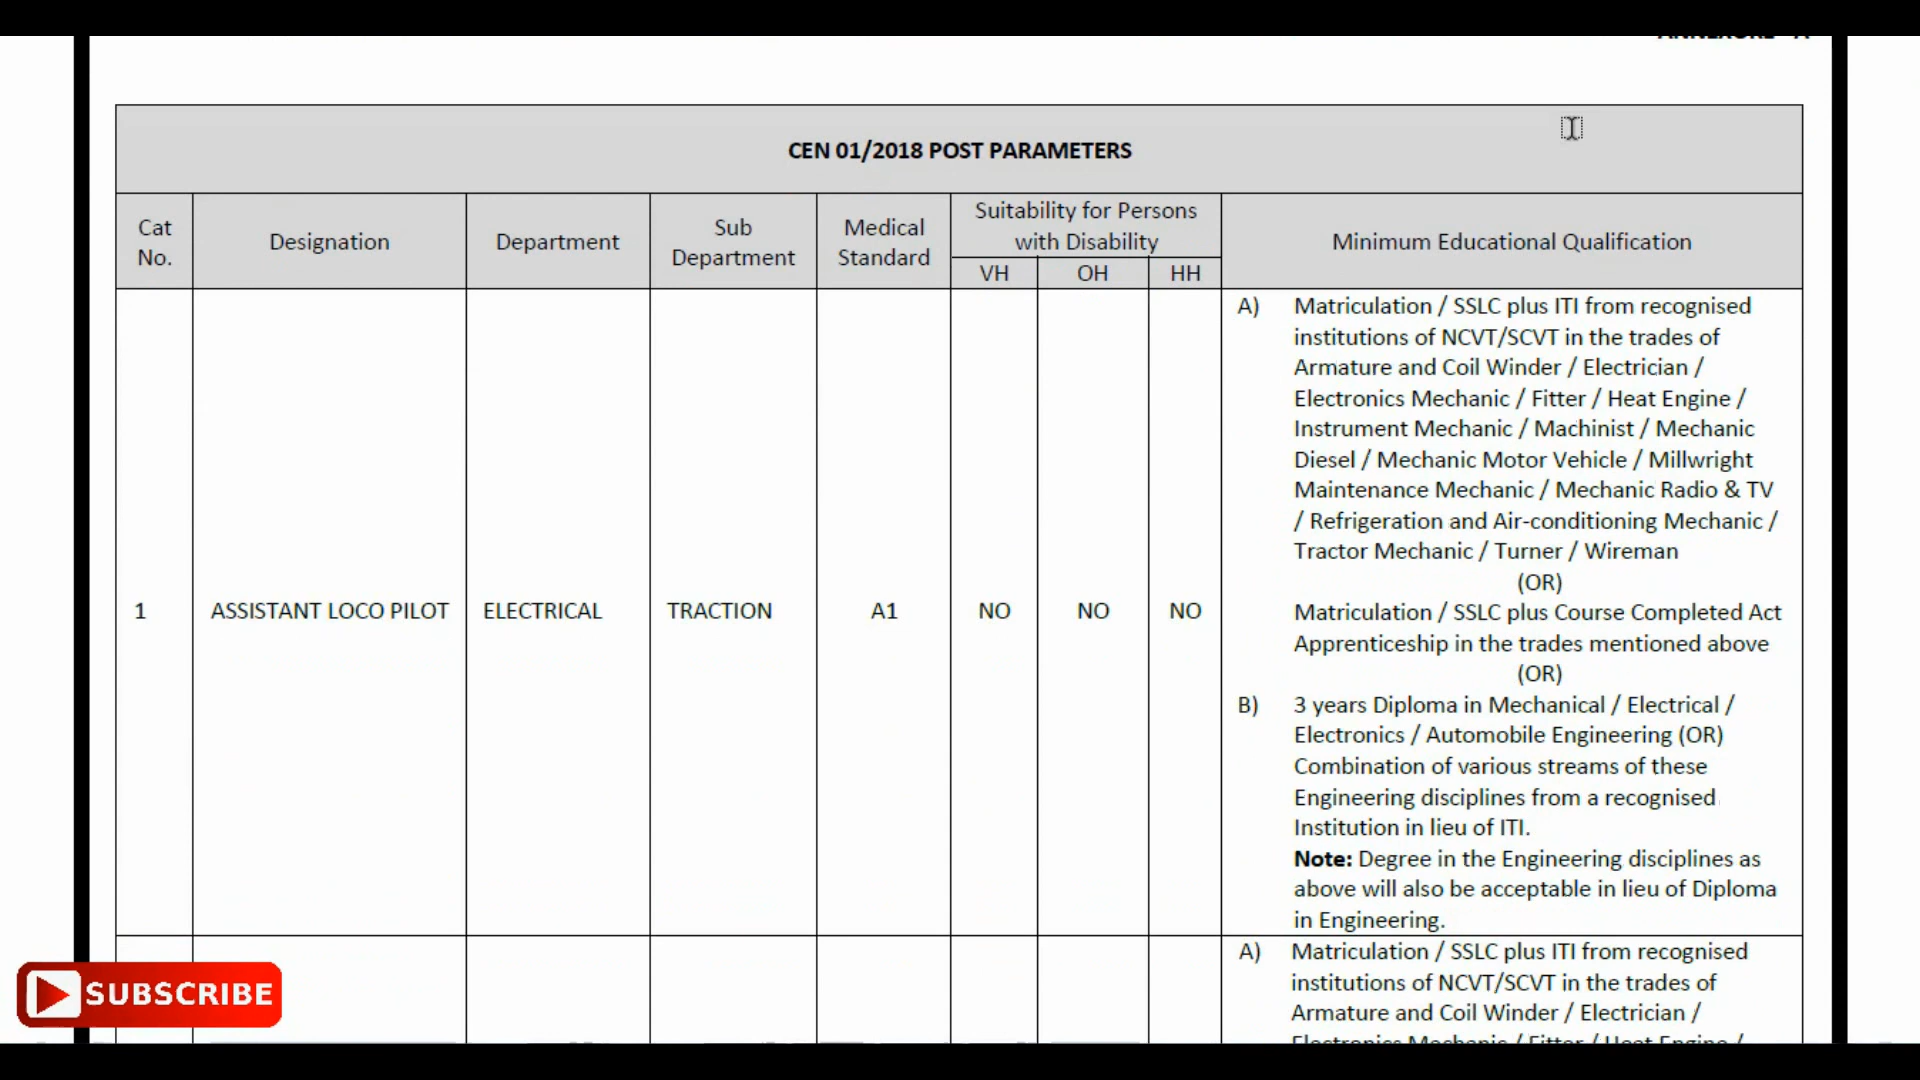 ANNEXURE - A
CEN 01/2018 POST PARAMETERS
Cat No.
Designation
Department
Sub Department
Medical Standard
Suitability for Persons with Disability
VH
OH
HH
Minimum Educational Qualification
1
ASSISTANT LOCO PILOT
ELECTRICAL
TRACTION
A1
NO
NO
NO
A) Matriculation / SSLC plus ITI from recognised
institutions of NCVT/SCVT in the trades of
Armature and Coil Winder / Electrician /
Electronics Mechanic / Fitter / Heat Engine /
Instrument Mechanic / Machinist / Mechanic
Diesel / Mechanic Motor Vehicle / Millwright
Maintenance Mechanic / Mechanic Radio & TV
/ Refrigeration and Air-conditioning Mechanic /
Tractor Mechanic / Turner / Wireman
(OR)
Matriculation / SSLC plus Course Completed Act
Apprenticeship in the trades mentioned above
(OR)
B) 3 years Diploma in Mechanical / Electrical /
Electronics / Automobile Engineering (OR)
Combination of various streams of these
Engineering disciplines from a recognised
Institution in lieu of ITI.
Note: Degree in the Engineering disciplines as
above will also be acceptable in lieu of Diploma
in Engineering.
A) Matriculation / SSLC plus ITI from recognised
institutions of NCVT/SCVT in the trades of
Armature and Coil Winder / Electrician /
Electronics Mechanic / Fitter / Heat Engine /
SUBSCRIBE